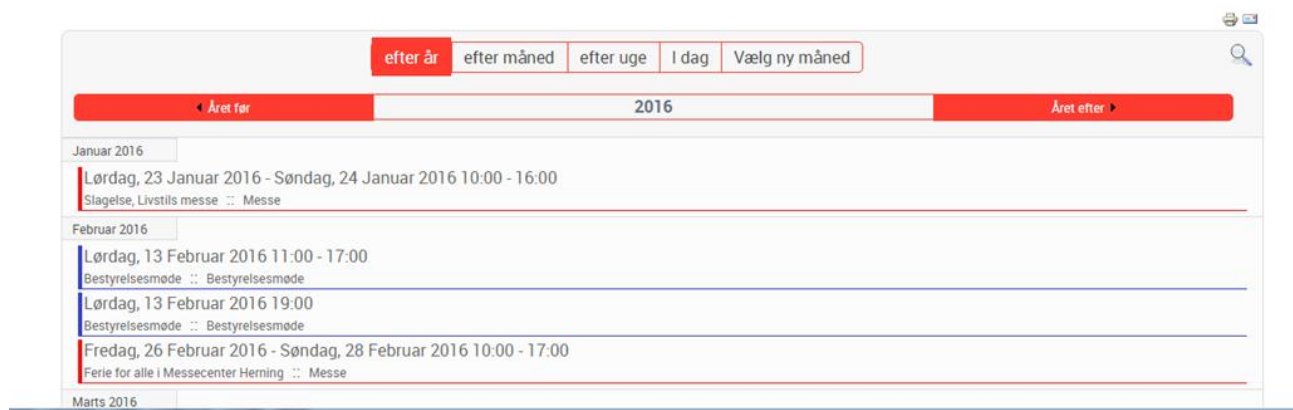 efter år efter måned efter uge I dag Vælg ny måned
Året før 2016 Året efter
Januar 2016
Lørdag, 23 Januar 2016 - Søndag, 24 Januar 2016 10:00 - 16:00
Slagelse, Livstils messe :: Messe
Februar 2016
Lørdag, 13 Februar 2016 11:00 - 17:00
Bestyrelsesmøde :: Bestyrelsesmøde
Lørdag, 13 Februar 2016 19:00
Bestyrelsesmøde :: Bestyrelsesmøde
Fredag, 26 Februar 2016 - Søndag, 28 Februar 2016 10:00 - 17:00
Ferie for alle i Messecenter Herning :: Messe
Marts 2016